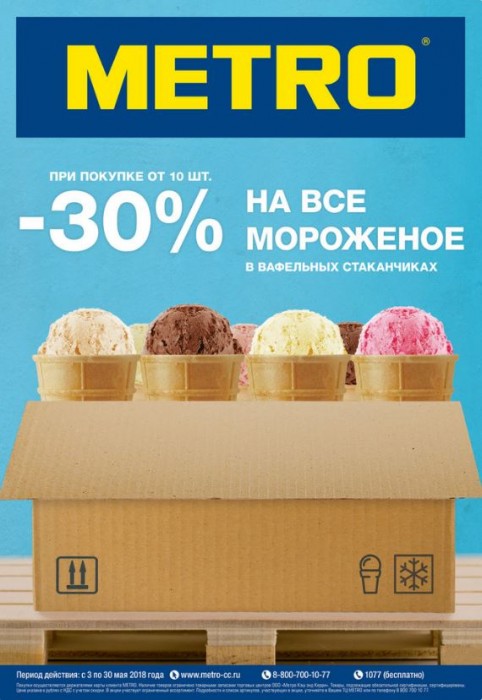 METRO®
ПРИ ПОКУПКЕ ОТ 10 ШТ.
-30%
НА ВСЕ
МОРОЖЕНОЕ
В ВАФЕЛЬНЫХ СТАКАНЧИКАХ
Период действия: с 3 по 30 мая 2018 года www.metro-cc.ru 8-800-700-10-77 1077 (бесплатно)